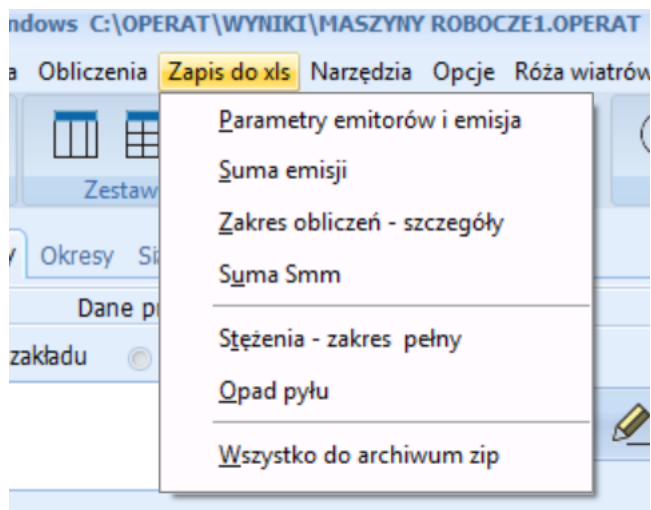 ndows C:\OPERAT\WYNIKI\MASZYNY ROBOCZE1.OPERAT
a Obliczenia Zapis do xls Narzędzia Opcje Róża wiatrów
Parametry emitorów i emisja
Suma emisji
Zestaw
Zakres obliczeń - szczegóły
y Okresy
Suma Smm
Dane p
Stężenia - zakres pełny
zakładu
Opad pyłu
Wszystko do archiwum zip